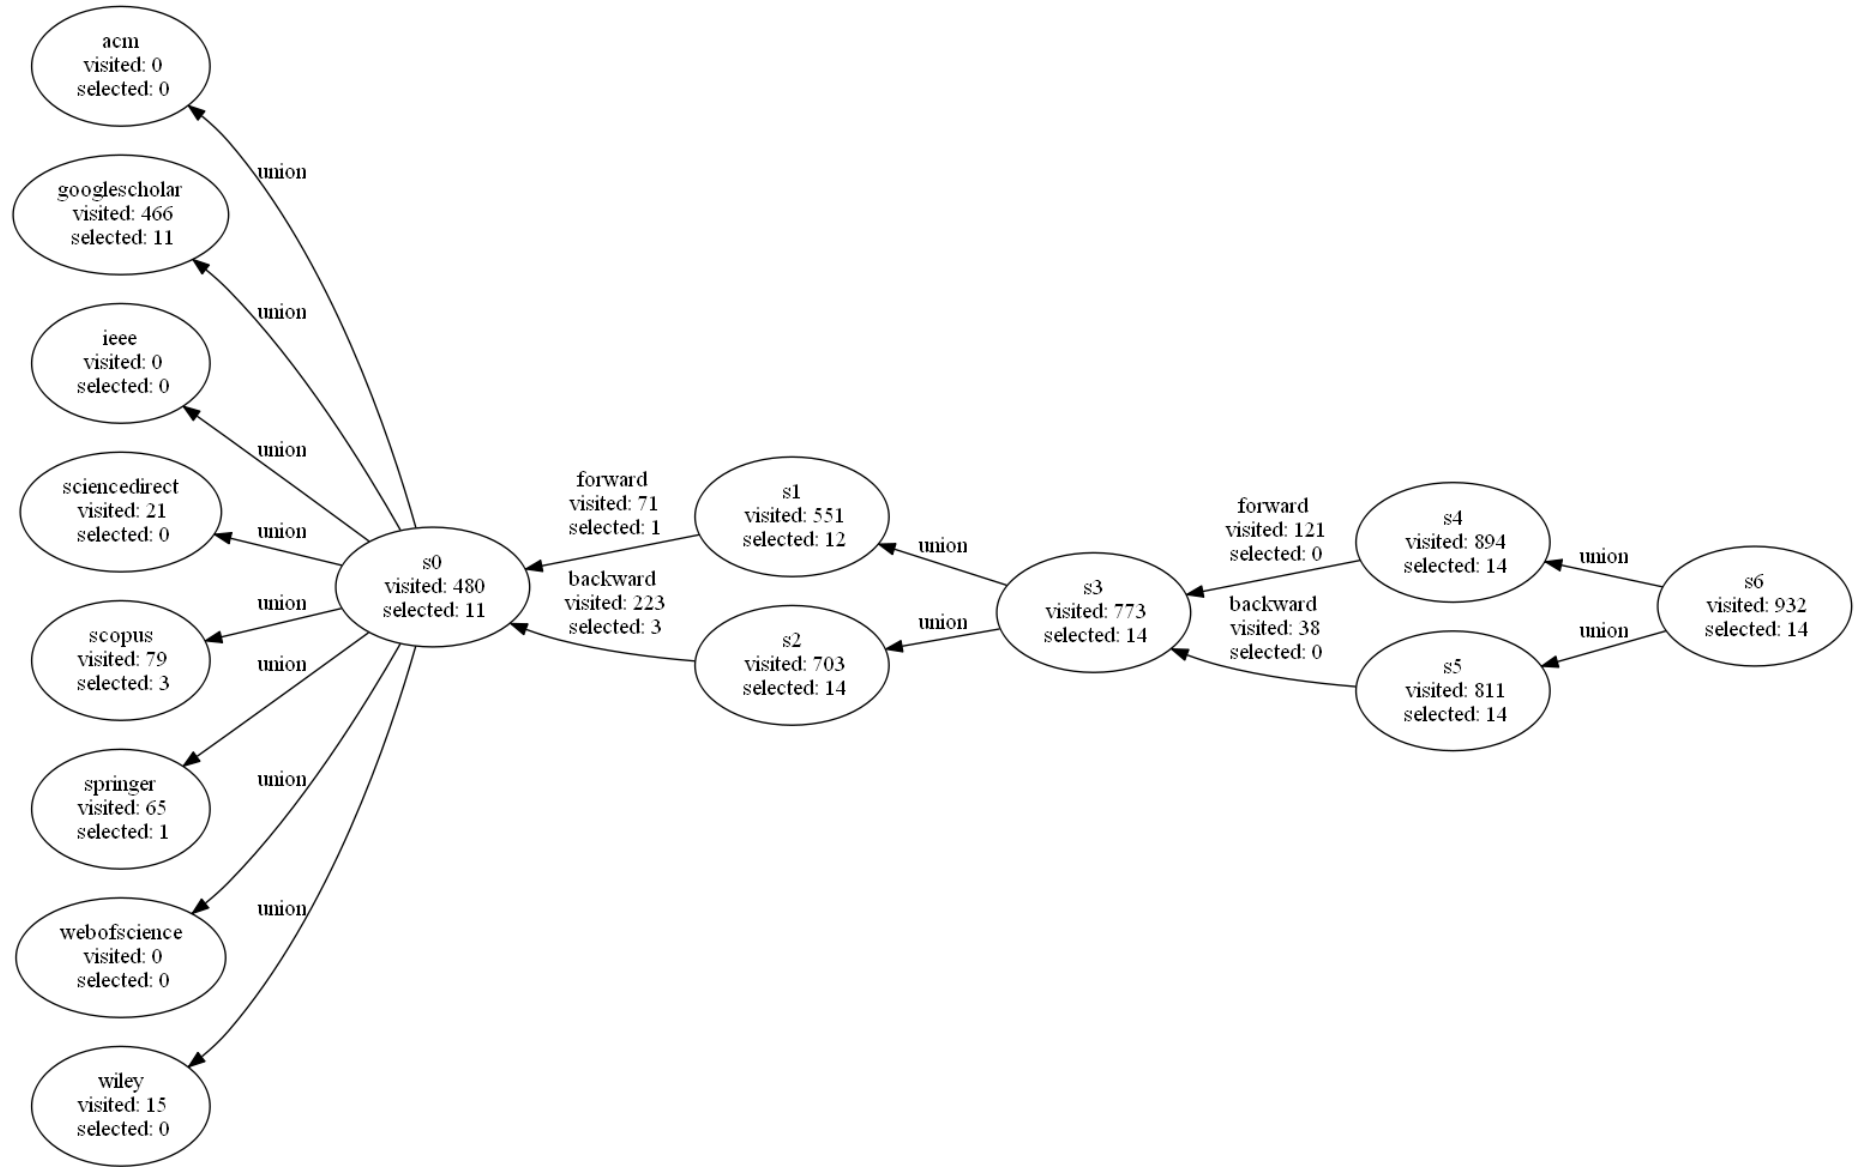 acm
visited: 0
selected: 0
union
googlescholar
visited: 466
selected: 11
union
ieee
visited: 0
selected: 0
union
sciencedirect
visited: 21
selected: 0
union
scopus
visited: 79
selected: 3
union
springer
visited: 65
selected: 1
union
webofscience
visited: 0
selected: 0
union
wiley
visited: 15
selected: 0
union
s0
visited: 480
selected: 11
forward
visited: 71
selected: 1
backward
visited: 223
selected: 3
s1
visited: 551
selected: 12
s2
visited: 703
selected: 14
union
union
s3
visited: 773
selected: 14
forward
visited: 121
selected: 0
backward
visited: 38
selected: 0
s4
visited: 894
selected: 14
s5
visited: 811
selected: 14
union
union
s6
visited: 932
selected: 14